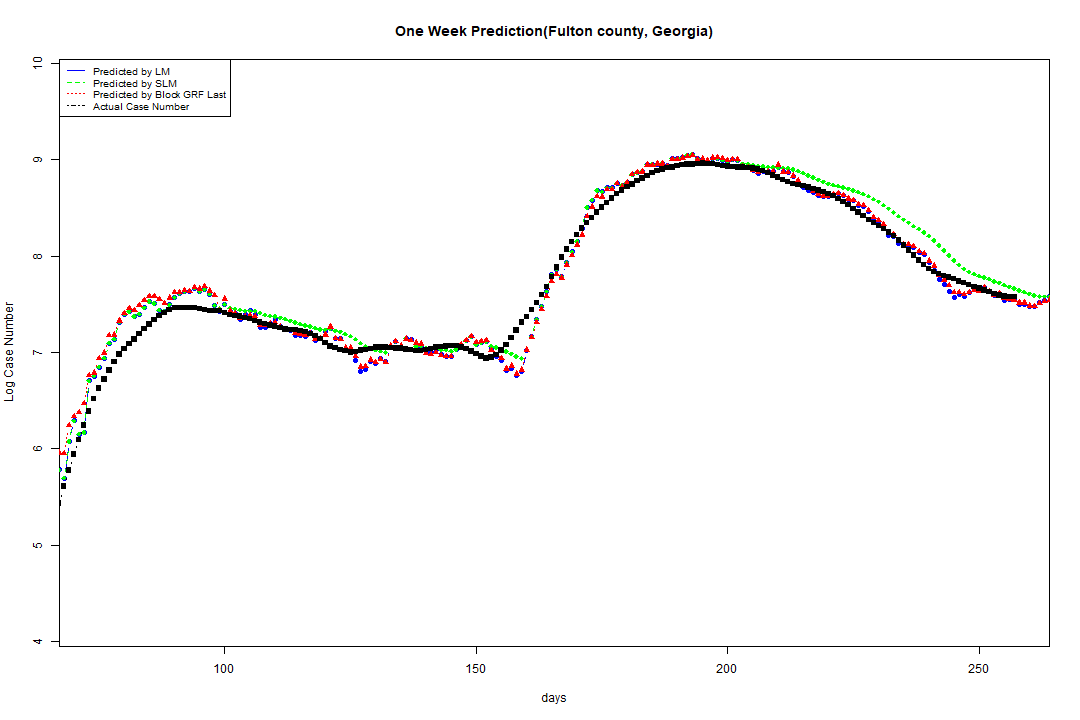 One Week Prediction(Fulton county, Georgia)
Predicted by LM
Predicted by SLM
Predicted by Block GRF Last
Actual Case Number
10
9
8
7
6
5
4
Log Case Number
100 150 200 250
days